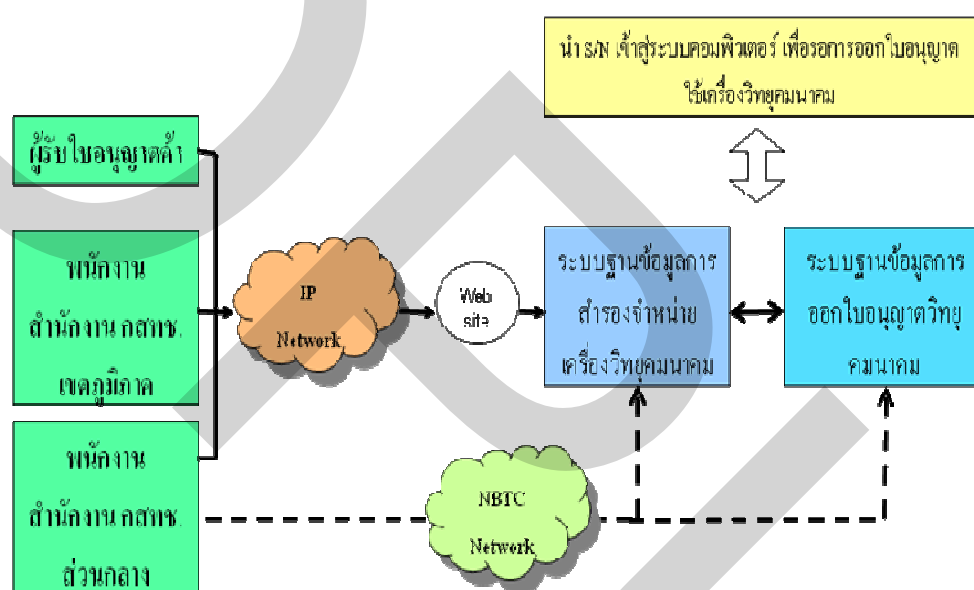 นำ S/N เข้าสู่ระบบคอมพิวเตอร์ เพื่อรอการออกใบอนุญาต
ใช้เครื่องวิทยุคมนาคม
ผู้รับใบอนุญาตค้า
พนักงาน
สำนักงาน กสทช.
เขตภูมิภาค
พนักงาน
สำนักงาน กสทช.
ส่วนกลาง
IP
Network
Web
site
ระบบฐานข้อมูลการ
สำรองจำหน่าย
เครื่องวิทยุคมนาคม
ระบบฐานข้อมูลการ
ออกใบอนุญาตวิทยุ
คมนาคม
NBTC
Network